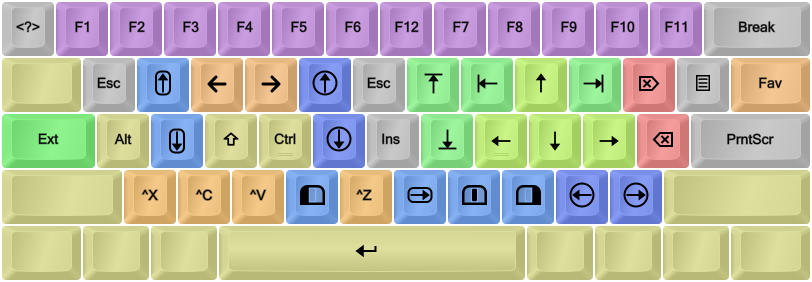 <?> F1 F2 F3 F4 F5 F6 F12 F7 F8 F9 F10 F11 Break
Esc Esc Fav
Ext Alt Ctrl Ins PrntScr
^X ^C ^V ^Z